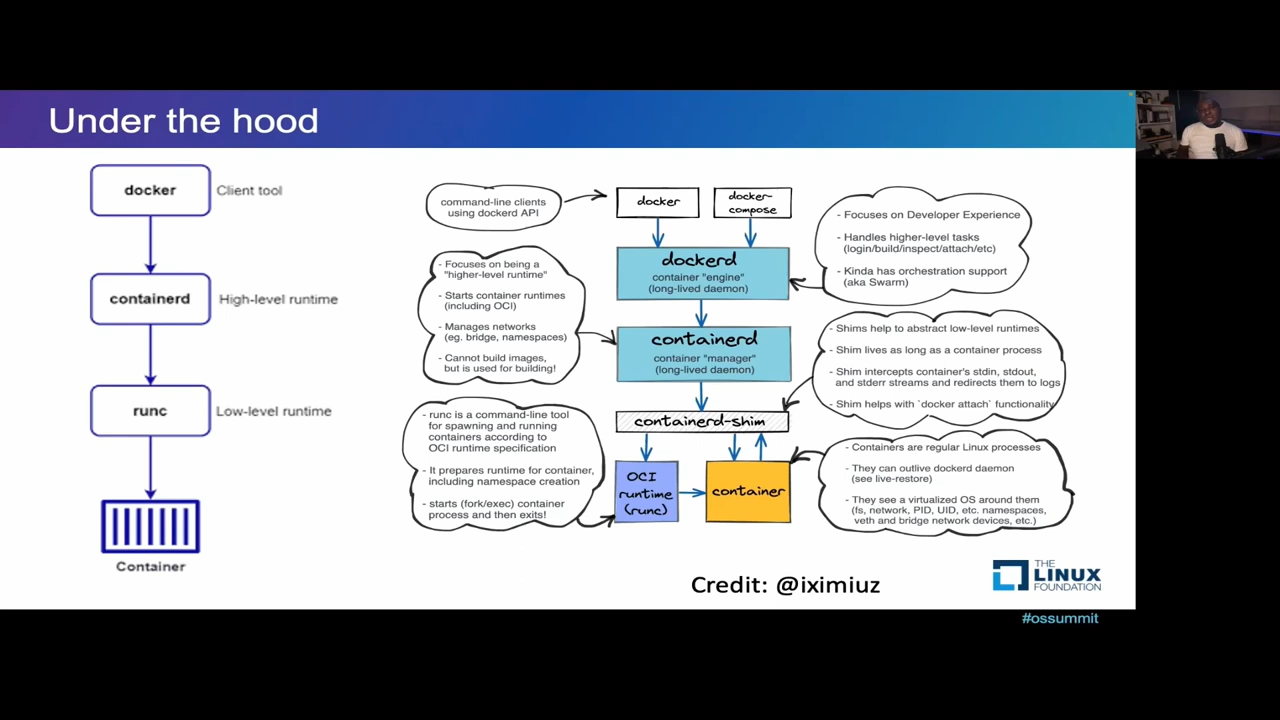 Under the hood
docker
Client tool
containerd
High-level runtime
runc
Low-level runtime
Container
command-line clients
using dockerd API
docker
docker-
compose
dockerd
container "engine"
(long-lived daemon)
- Focuses on Developer Experience
- Handles higher-level tasks
(login/build/inspect/attach/etc)
- Kinda has orchestration support
(aka Swarm)
- Focuses on being a
"higher-level runtime"
- Starts container runtimes
(including OCI)
- Manages networks
(eg. bridge, namespaces)
- Cannot build images,
but is used for building!
containerd
container "manager"
(long-lived daemon)
- Shims help to abstract low-level runtimes
- Shim lives as long as a container process
- Shim intercepts container's stdin, stdout,
and stderr streams and redirects them to logs
- Shim helps with `docker attach` functionality
containerd-shim
- runc is a command-line tool
for spawning and running
containers according to
OCI runtime specification
- It prepares runtime for container,
including namespace creation
- starts (fork/exec) container
process and then exits!
OCI
runtime
(runc)
container
- Containers are regular Linux processes
- They can outlive dockerd daemon
(see live-restore)
- They see a virtualized OS around them
(fs, network, PID, UID, etc. namespaces,
veth and bridge network devices, etc.)
Credit: @iximiuz
THE
LINUX
FOUNDATION
#ossummit